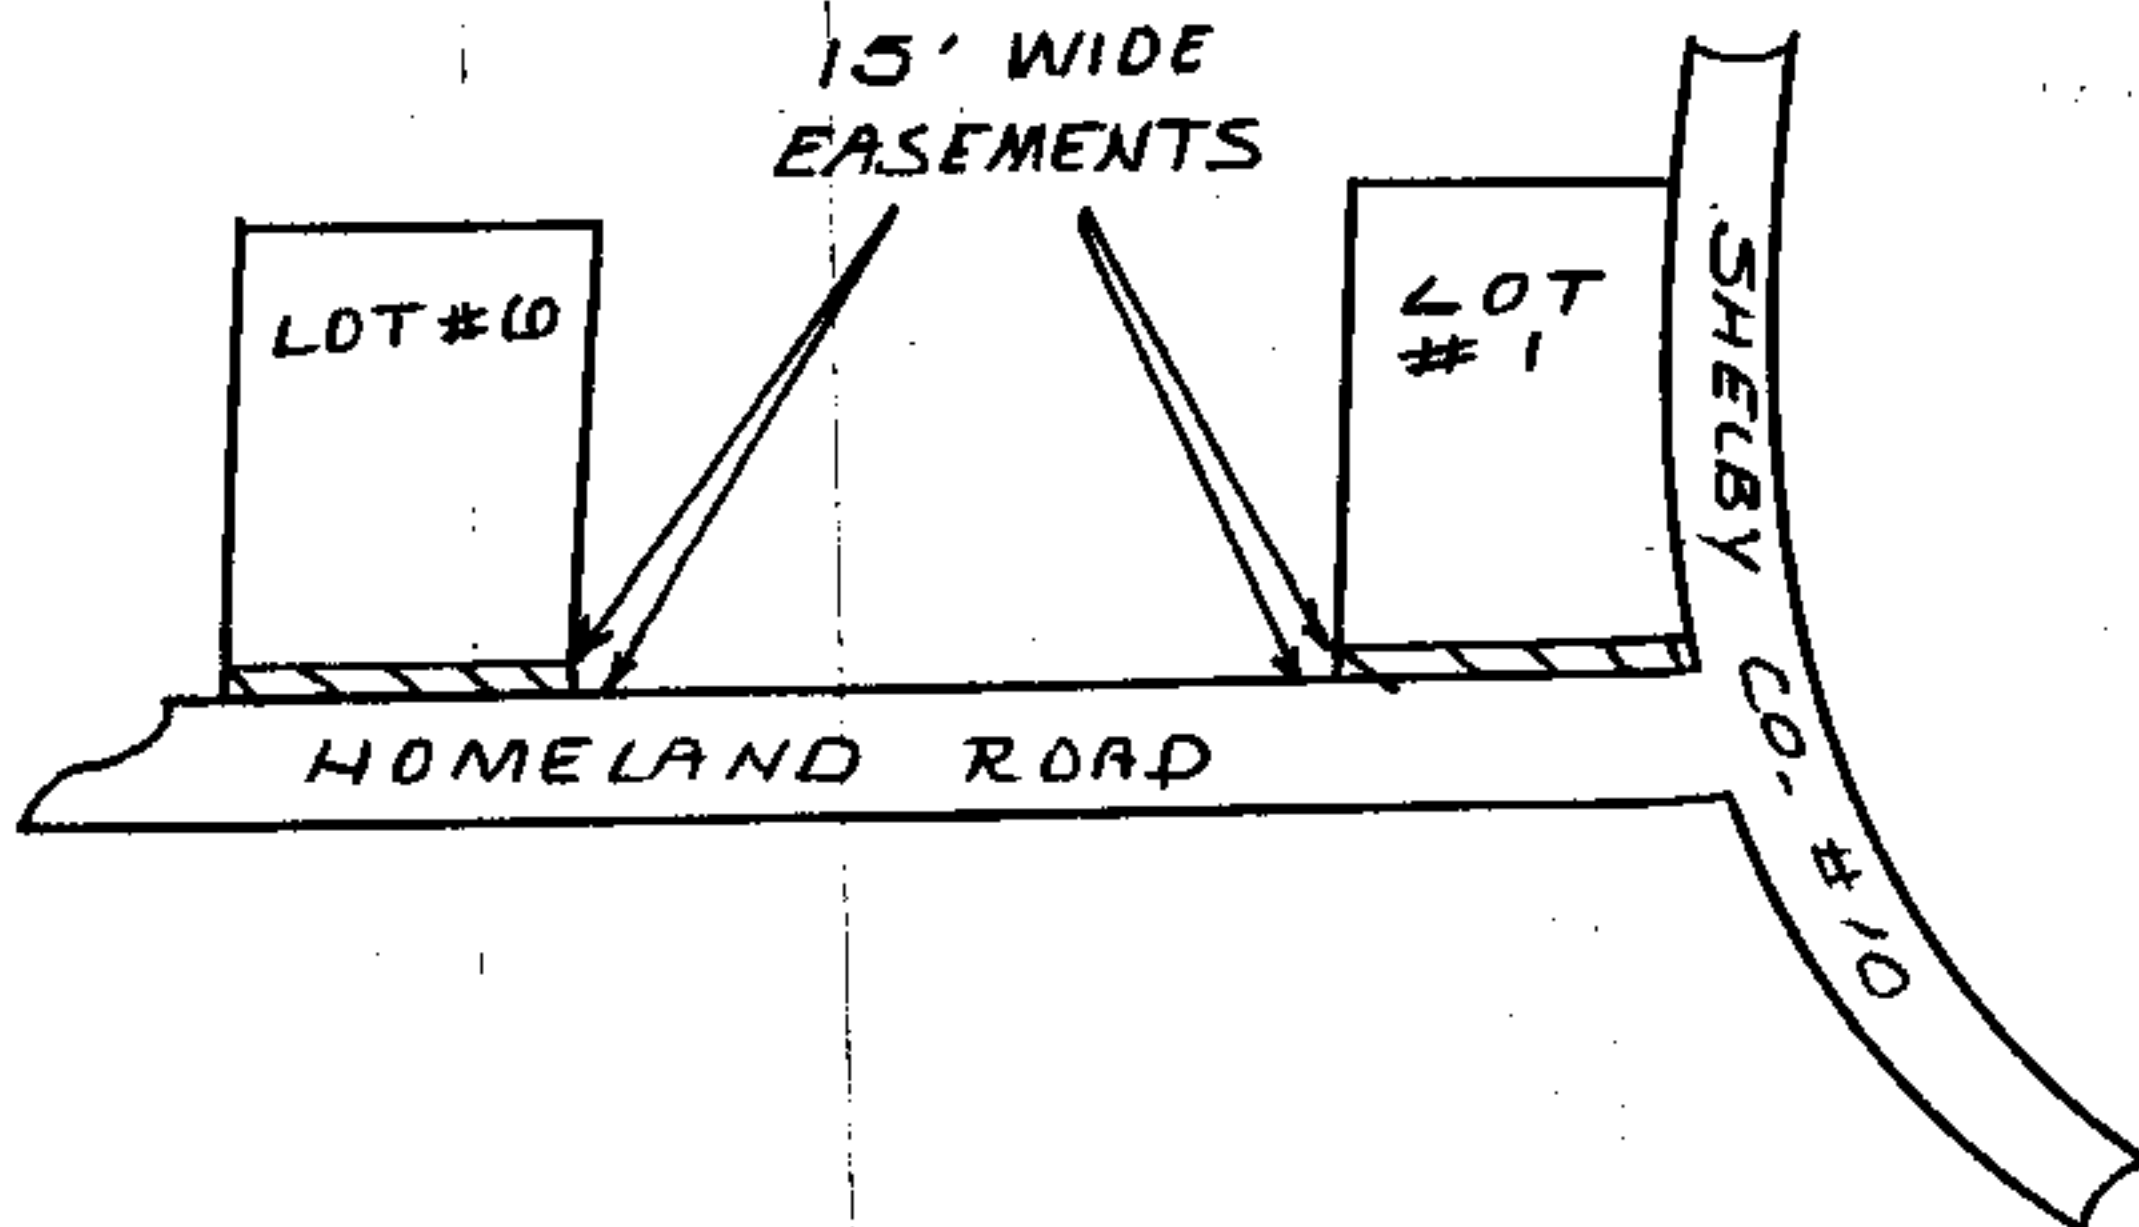 15' WIDE
EASEMENTS
LOT #6
LOT
# 1
SHELBY CO. #10
HOMELAND ROAD